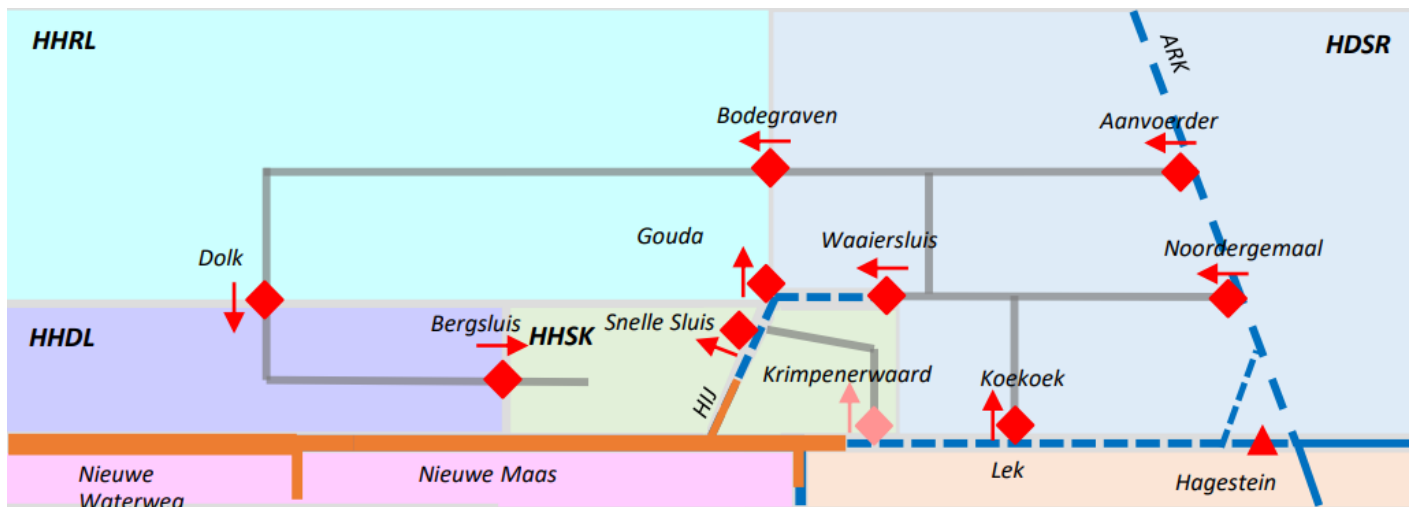 HHRL
HDSR
ARK
Bodegraven
Aanvoerder
Gouda
Waaiersluis
Noordergemaal
Dolk
HHDL
Bergsluis
HHSK
Snelle Sluis
Krimpenerwaard
Koekoek
HIJ
Lek
Hagestein
Nieuwe
Waterweg
Nieuwe Maas